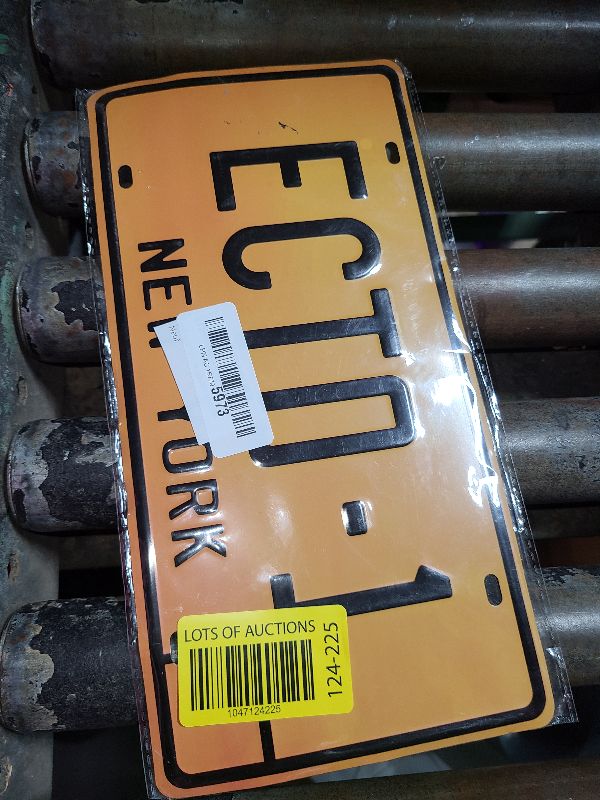 ECTO-1
NEW YORK
5973
LOTS OF AUCTIONS
124-225
1047124225